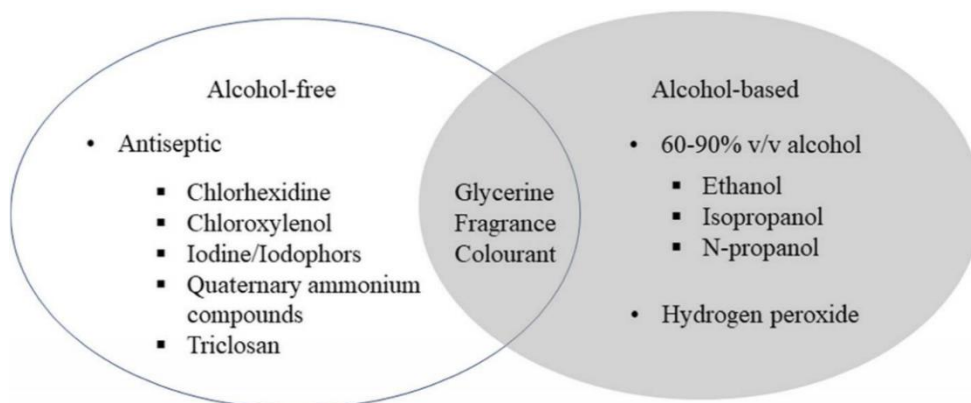 Alcohol-free
• Antiseptic
▪ Chlorhexidine
▪ Chloroxylenol
▪ Iodine/Iodophors
▪ Quaternary ammonium
compounds
▪ Triclosan
Glycerine
Fragrance
Colourant
Alcohol-based
• 60-90% v/v alcohol
▪ Ethanol
▪ Isopropanol
▪ N-propanol
• Hydrogen peroxide